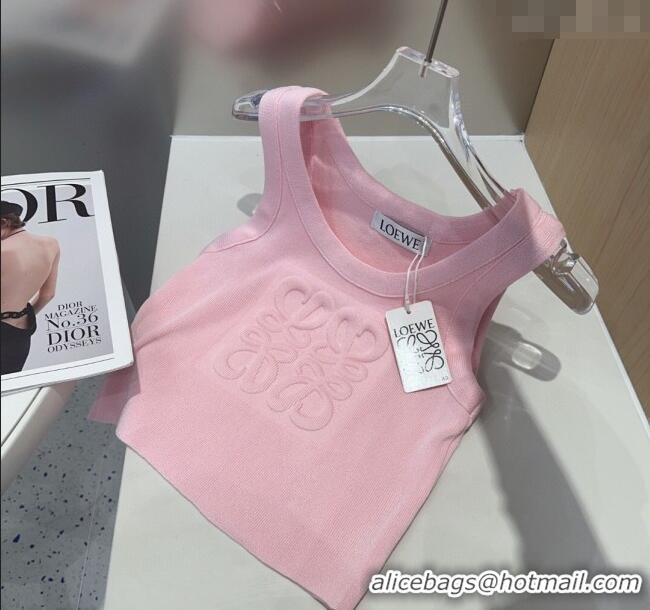 OR
DIOR
MAGAZINE
No.36
DIOR
ODYSSEYS
LOEWE
LOEWE
alicebags@hotmail.com